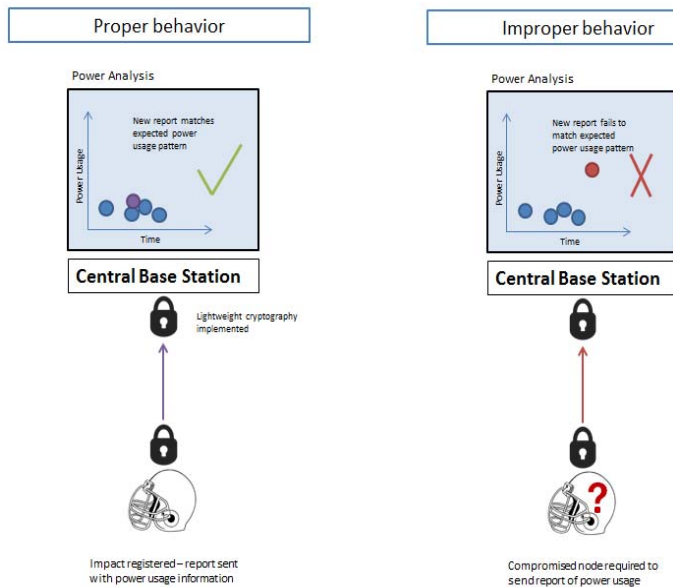 Proper behavior
Power Analysis
New report matches
expected power
usage pattern
Power Usage
Time
Central Base Station
Lightweight cryptography
implemented
Impact registered – report sent
with power usage information
Improper behavior
Power Analysis
New report fails to
match expected
power usage pattern
Power Usage
Time
Central Base Station
?
Compromised node required to
send report of power usage